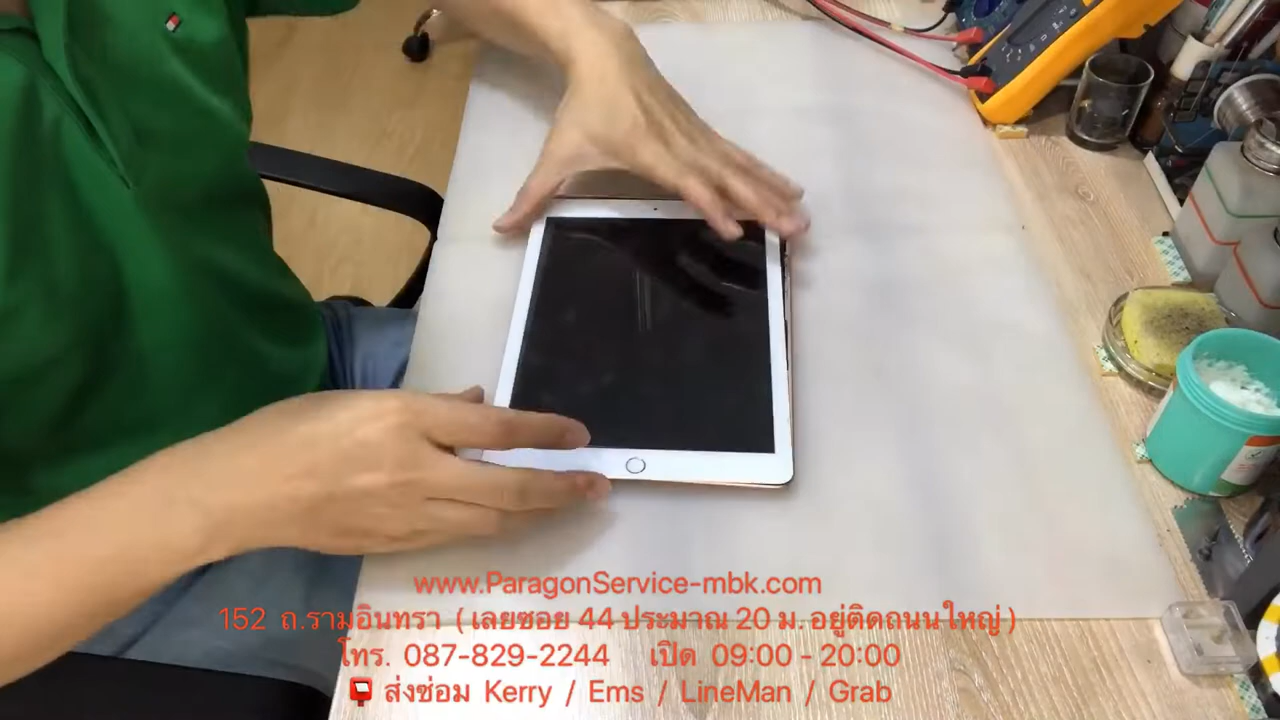 www.ParagonService-mbk.com
152 ถ.รามอินทรา ( เลยซอย 44 ประมาณ 20 ม. อยู่ติดถนนใหญ่ )
โทร. 087-829-2244 เปิด 09:00 - 20:00
📮 ส่งซ่อม Kerry / Ems / LineMan / Grab